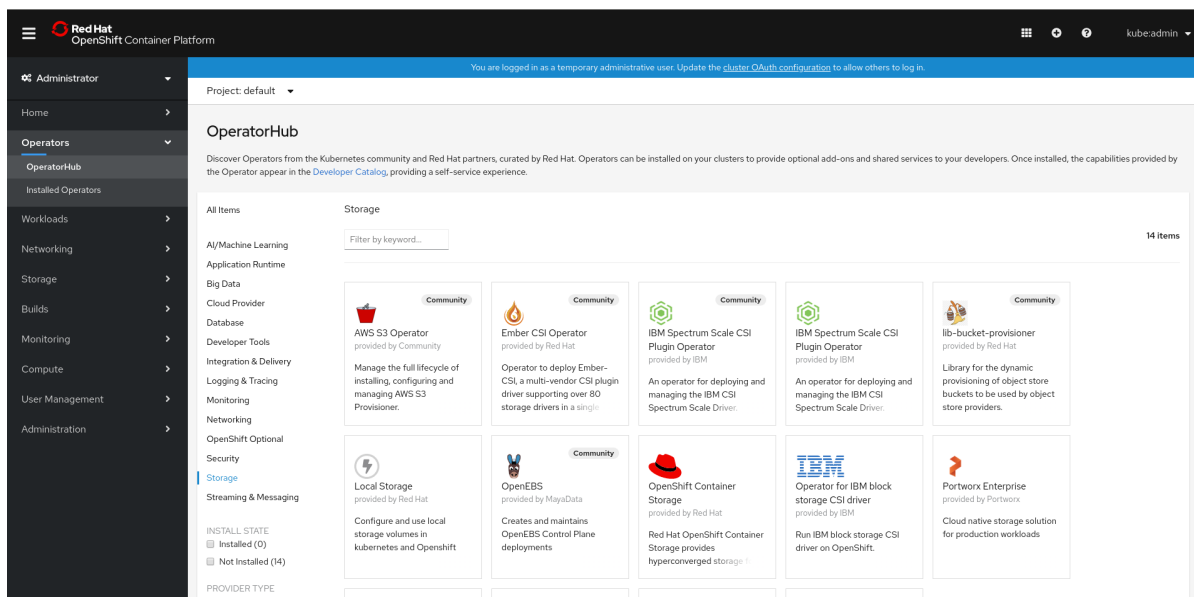 Red Hat
OpenShift Container Platform
kube:admin
Administrator
You are logged in as a temporary administrative user. Update the cluster OAuth configuration to allow others to log in.
Project: default
Home
Operators
OperatorHub
Installed Operators
Workloads
Networking
Storage
Builds
Monitoring
Compute
User Management
Administration
OperatorHub
Discover Operators from the Kubernetes community and Red Hat partners, curated by Red Hat. Operators can be installed on your clusters to provide optional add-ons and shared services to your developers. Once installed, the capabilities provided by
the Operator appear in the Developer Catalog, providing a self-service experience.
All Items
AI/Machine Learning
Application Runtime
Big Data
Cloud Provider
Database
Developer Tools
Integration & Delivery
Logging & Tracing
Monitoring
Networking
OpenShift Optional
Security
Storage
Streaming & Messaging
INSTALL STATE
Installed (0)
Not Installed (14)
PROVIDER TYPE
Storage
Filter by keyword...
14 items
Community
AWS S3 Operator
provided by Community
Manage the full lifecycle of
installing, configuring and
managing AWS S3
Provisioner.
Community
Ember CSI Operator
provided by Red Hat
Operator to deploy Ember-
CSI, a multi-vendor CSI plugin
driver supporting over 80
storage drivers in a single
Community
IBM Spectrum Scale CSI
Plugin Operator
provided by IBM
An operator for deploying and
managing the IBM CSI
Spectrum Scale Driver.
IBM Spectrum Scale CSI
Plugin Operator
provided by IBM
An operator for deploying and
managing the IBM CSI
Spectrum Scale Driver.
Community
lib-bucket-provisioner
provided by Red Hat
Library for the dynamic
provisioning of object store
buckets to be used by object
store providers.
Local Storage
provided by Red Hat
Configure and use local
storage volumes in
kubernetes and Openshift
Community
OpenEBS
provided by MayaData
Creates and maintains
OpenEBS Control Plane
deployments
OpenShift Container
Storage
provided by Red Hat
Red Hat OpenShift Container
Storage provides
hyperconverged storage
IBM
Operator for IBM block
storage CSI driver
provided by IBM
Run IBM block storage CSI
driver on OpenShift.
Portworx Enterprise
provided by Portworx
Cloud native storage solution
for production workloads